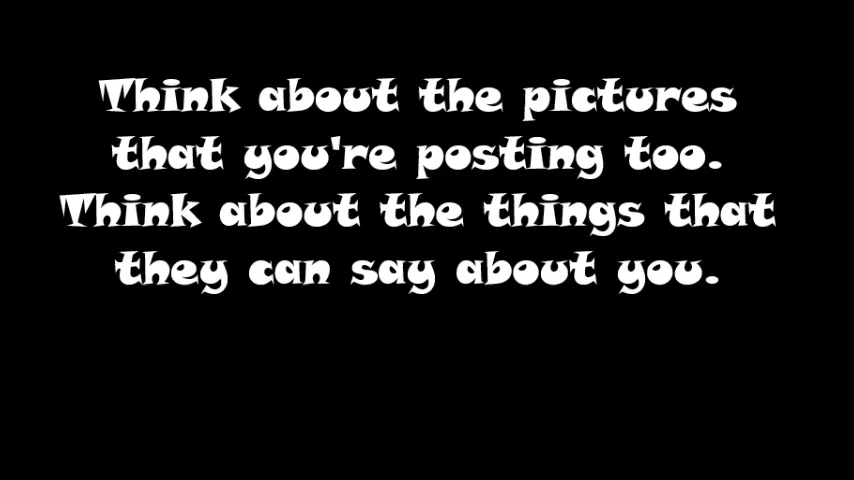 Think about the pictures
that you're posting too.
Think about the things that
they can say about you.